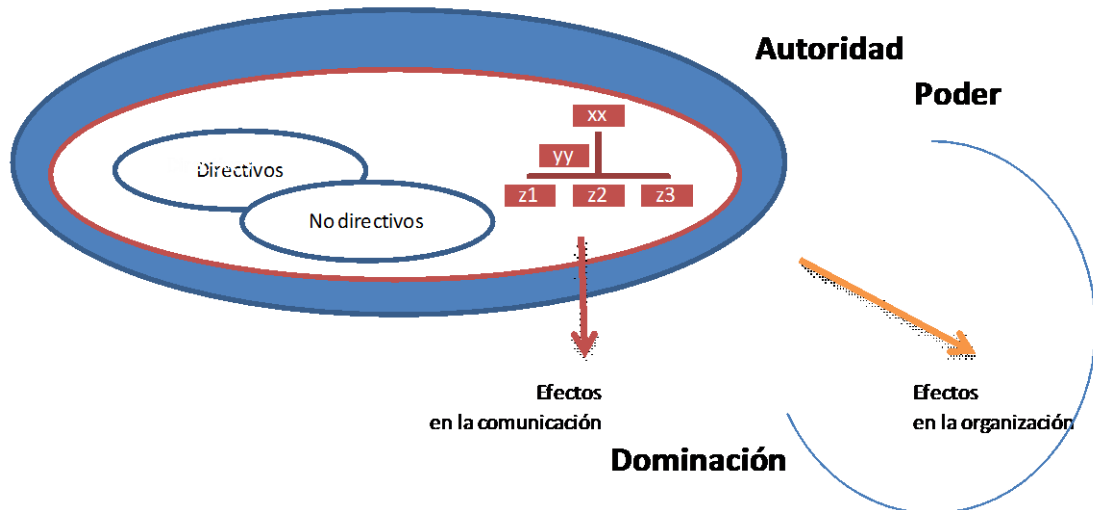 Autoridad
Poder
xx
yy
Directivos
z1 z2 z3
No directivos
Efectos
en la comunicación
Efectos
en la organización
Dominación